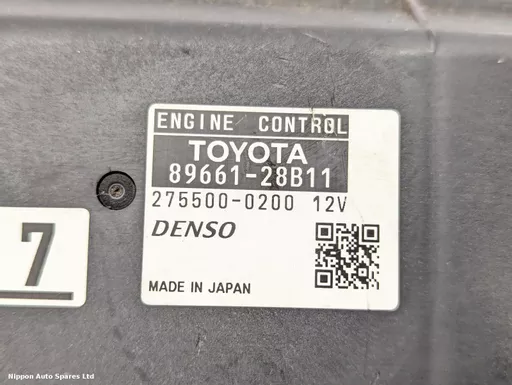 ENGINE CONTROL
TOYOTA
89661-28B11
275500-0200 12V
DENSO
MADE IN JAPAN
7
Nippon Auto Spares Ltd